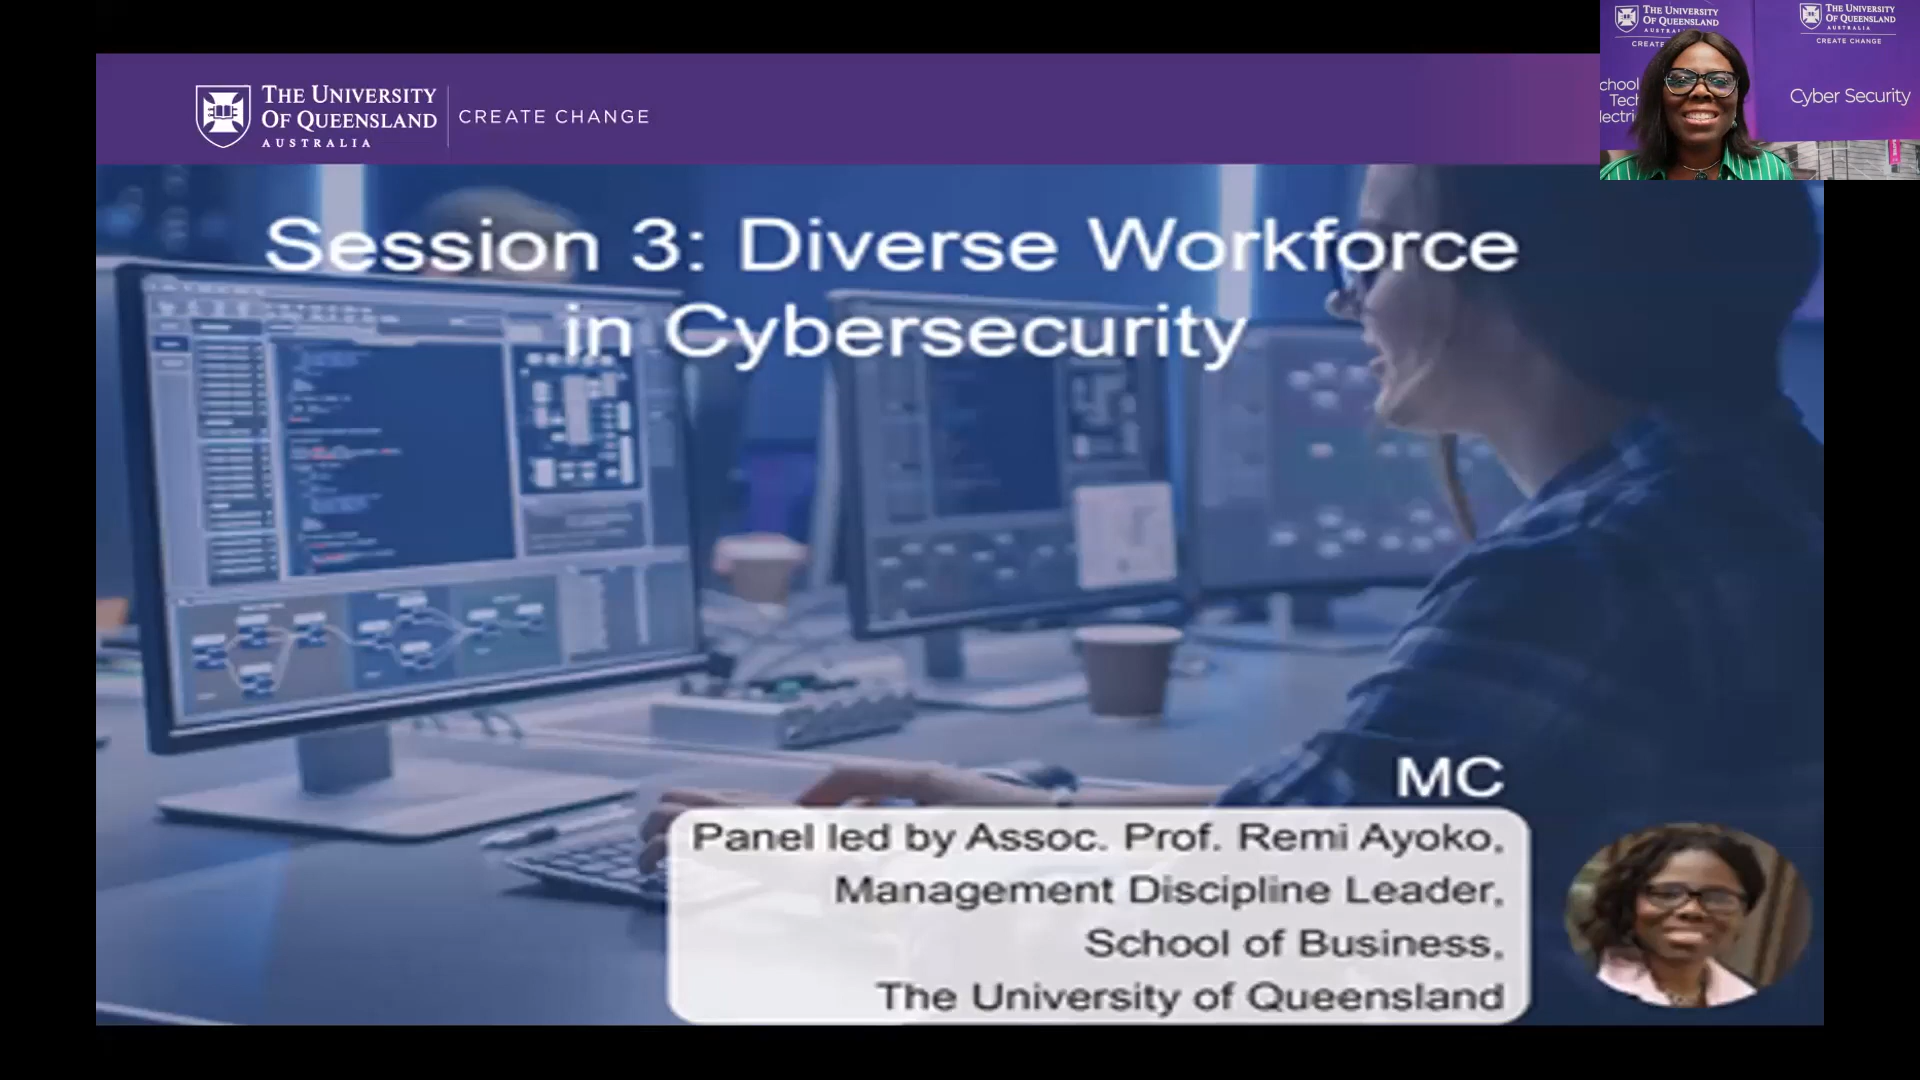 THE UNIVERSITY
OF QUEENSLAND
AUSTRALIA
CREATE CHANGE
Session 3: Diverse Workforce
in Cybersecurity
MC
Panel led by Assoc. Prof. Remi Ayoko,
Management Discipline Leader,
School of Business,
The University of Queensland
THE UNIVERSITY
OF QUEENSLAND
AUSTRALIA
THE UNIVERSITY
OF QUEENSLAND
AUSTRALIA
CREATE CHANGE
Cyber Security